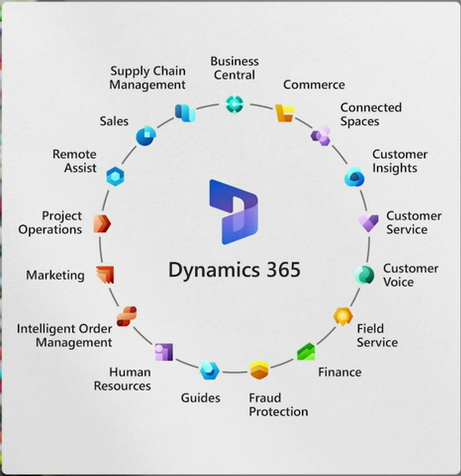 Business
Central
Commerce
Connected
Spaces
Customer
Insights
Customer
Service
Customer
Voice
Field
Service
Finance
Fraud
Protection
Guides
Human
Resources
Intelligent Order
Management
Marketing
Project
Operations
Remote
Assist
Sales
Supply Chain
Management
Dynamics 365